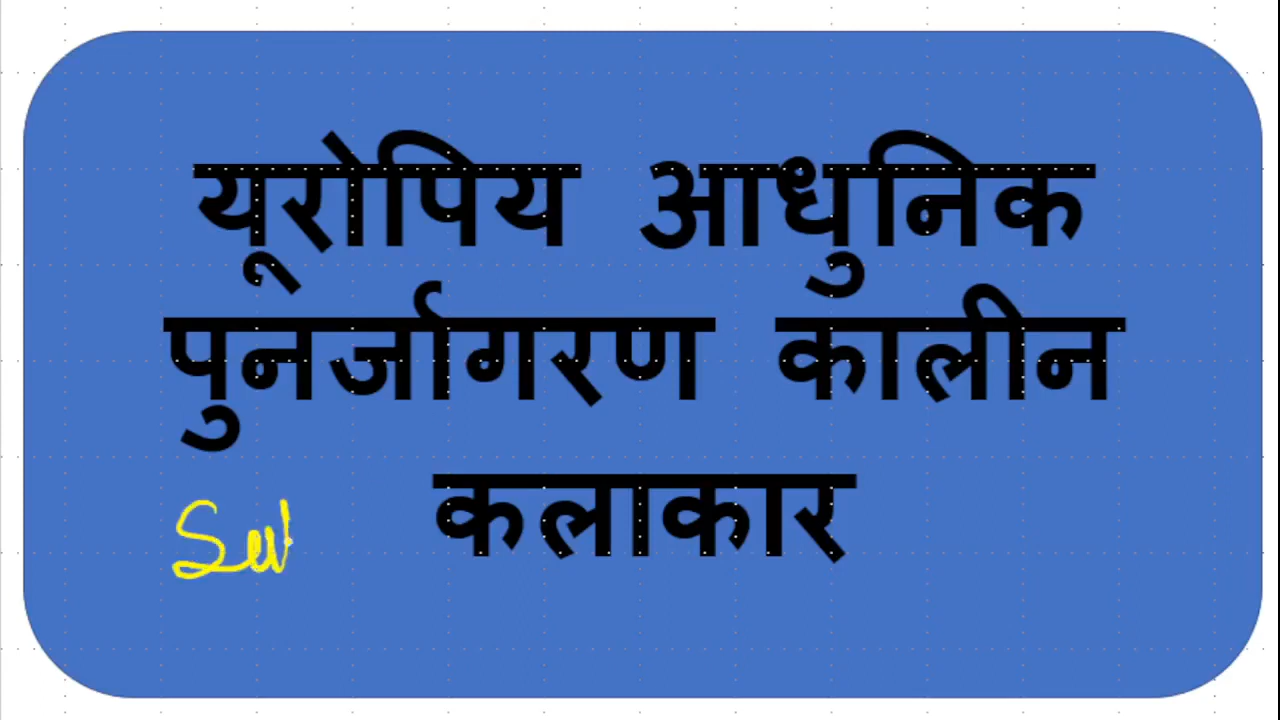 यूरोपिय आधुनिक
पुनर्जागरण कालीन
कलाकार